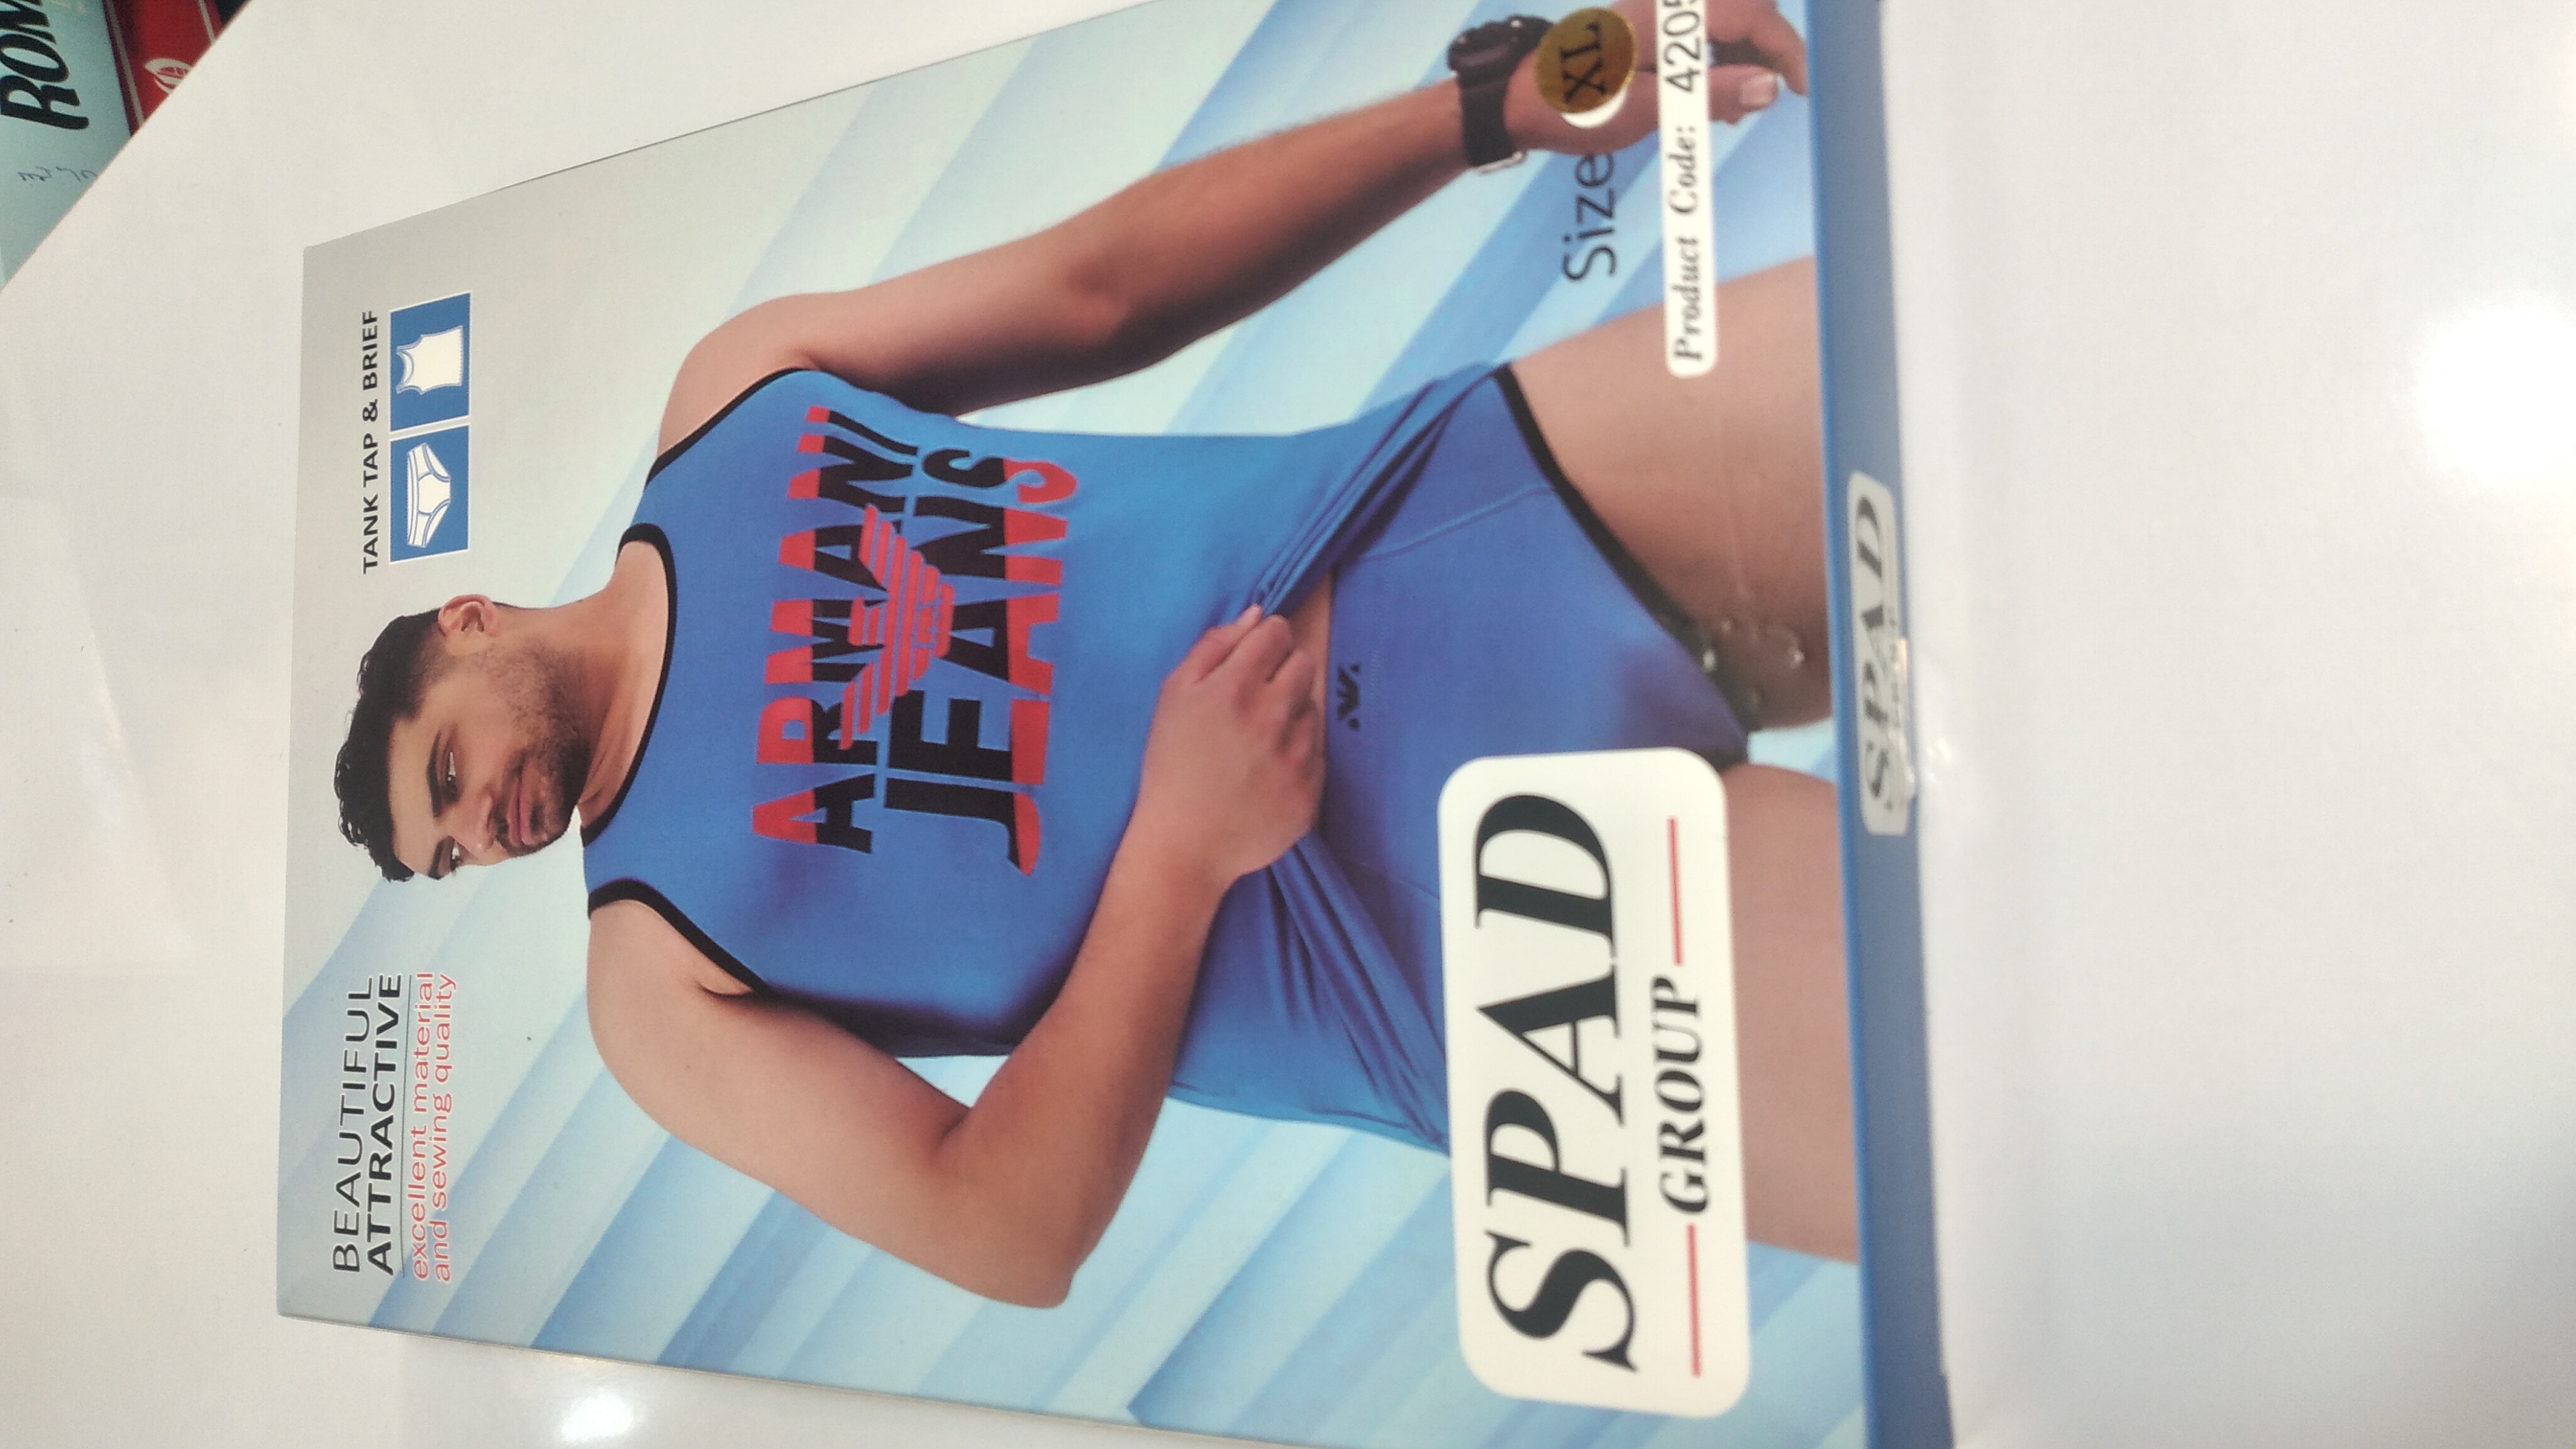 BEAUTIFUL
ATTRACTIVE
excellent material
and sewing quality
TANK TAP & BRIEF
ARMANI
JEANS
SPAD
GROUP
Size
XL
Product Code: 4205
SPAD
ROM